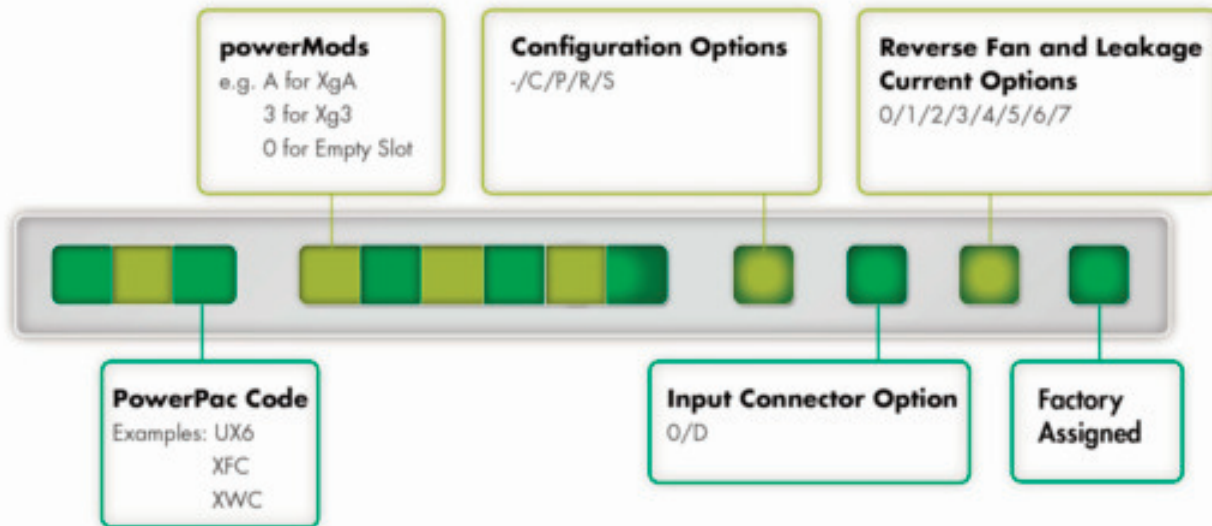 powerMods
e.g. A for XgA
3 for Xg3
0 for Empty Slot
Configuration Options
-/C/P/R/S
Reverse Fan and Leakage
Current Options
0/1/2/3/4/5/6/7
PowerPac Code
Examples: UX6
XFC
XWC
Input Connector Option
0/D
Factory
Assigned